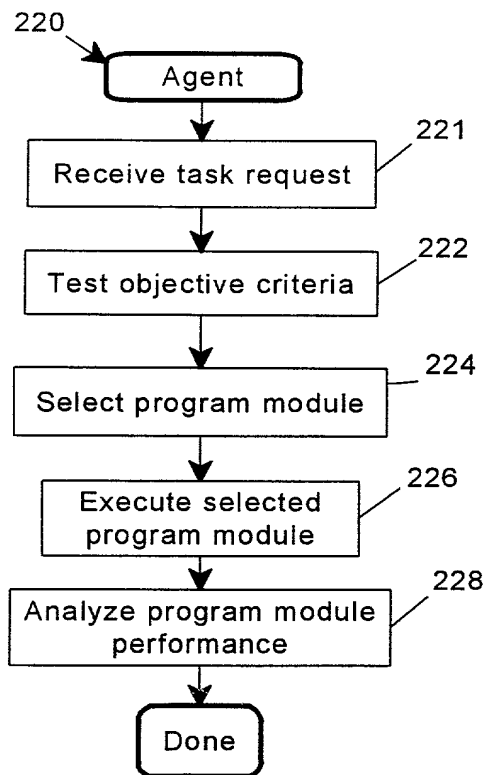 220
Agent
221
Receive task request
222
Test objective criteria
224
Select program module
226
Execute selected
program module
228
Analyze program module
performance
Done